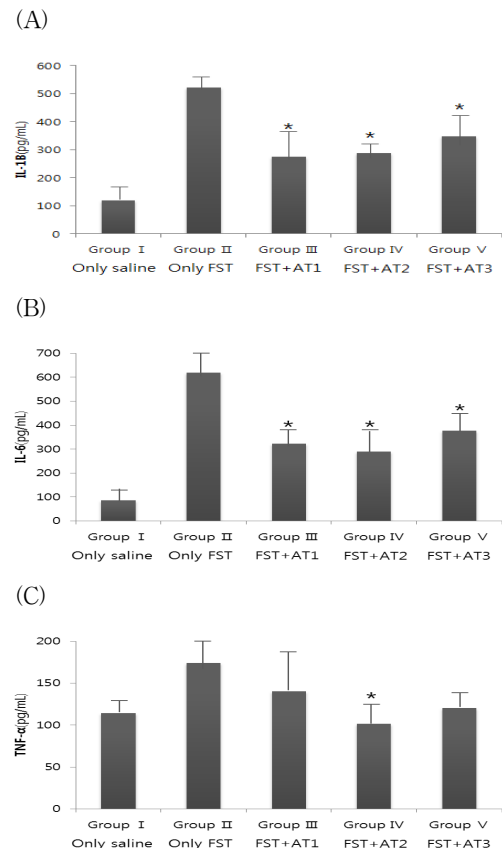 (A)
600
500
400
300
200
100
0
IL-1B(pg/mL)
*
*
*
Group Ⅰ Group Ⅱ Group Ⅲ Group Ⅳ Group Ⅴ
Only saline Only FST FST+AT1 FST+AT2 FST+AT3
(B)
700
600
500
400
300
200
100
0
IL-6(pg/mL)
*
*
*
Group Ⅰ Group Ⅱ Group Ⅲ Group Ⅳ Group Ⅴ
Only saline Only FST FST+AT1 FST+AT2 FST+AT3
(C)
200
150
100
50
0
TNF-α(pg/mL)
*
Group Ⅰ Group Ⅱ Group Ⅲ Group Ⅳ Group Ⅴ
Only saline Only FST FST+AT1 FST+AT2 FST+AT3